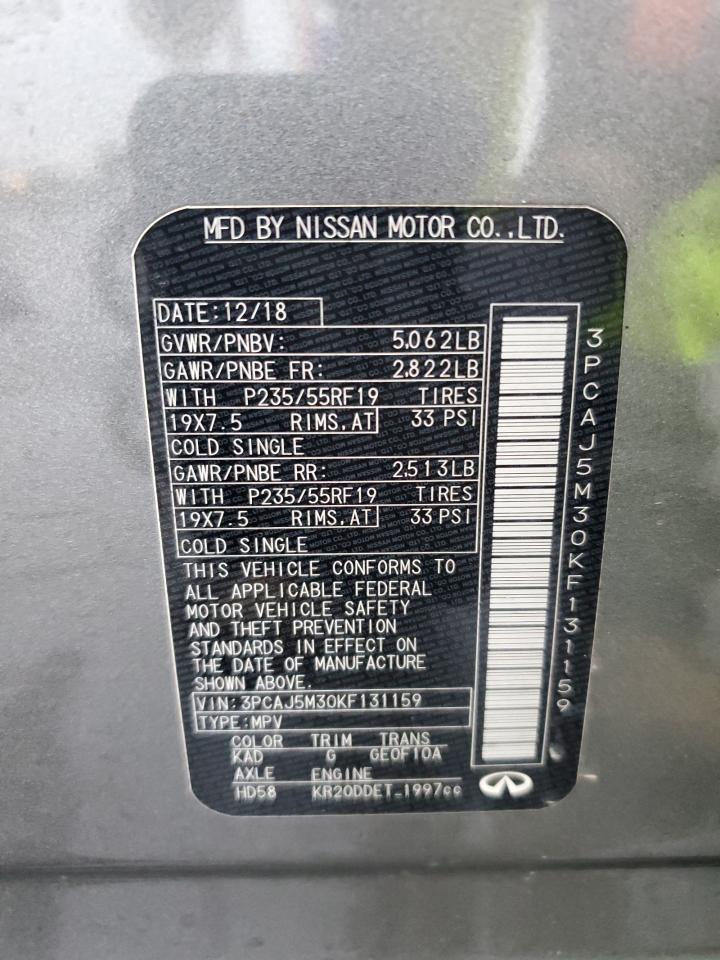 MFD BY NISSAN MOTOR CO.,LTD.
DATE:12/18
GVWR/PNBV: 5,062LB
GAWR/PNBE FR: 2,822LB
WITH P235/55RF19 TIRES
19X7.5 RIMS,AT 33 PSI
COLD SINGLE
GAWR/PNBE RR: 2,513LB
WITH P235/55RF19 TIRES
19X7.5 RIMS,AT 33 PSI
COLD SINGLE
THIS VEHICLE CONFORMS TO
ALL APPLICABLE FEDERAL
MOTOR VEHICLE SAFETY
AND THEFT PREVENTION
STANDARDS IN EFFECT ON
THE DATE OF MANUFACTURE
SHOWN ABOVE.
VIN:3PCAJ5M30KF131159
TYPE:MPV
COLOR TRIM TRANS
KAD G GE0F10A
AXLE ENGINE
HD58 KR20DDET-1997cc
3PCAJ5M30KF131159